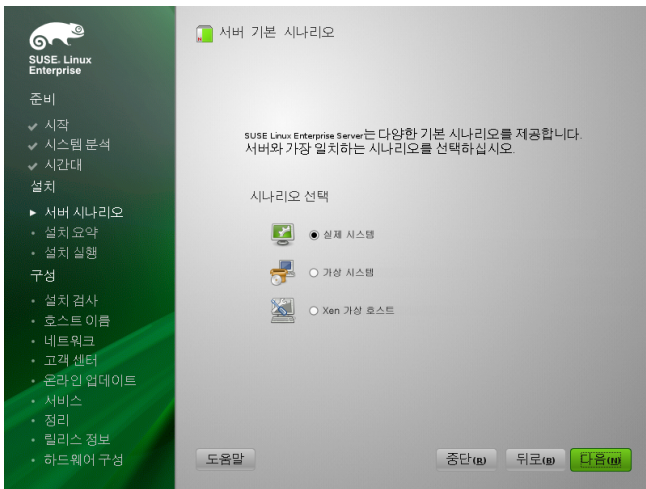 SUSE. Linux
Enterprise
준비
시작
시스템 분석
시간대
설치
서버 시나리오
설치 요약
설치 실행
구성
설치 검사
호스트 이름
네트워크
고객 센터
온라인 업데이트
서비스
정리
릴리스 정보
하드웨어 구성
서버 기본 시나리오
SUSE Linux Enterprise Server는 다양한 기본 시나리오를 제공합니다.
서버와 가장 일치하는 시나리오를 선택하십시오.
시나리오 선택
실제 시스템
가상 시스템
Xen 가상 호스트
도움말
중단(R)
뒤로(B)
다음(N)